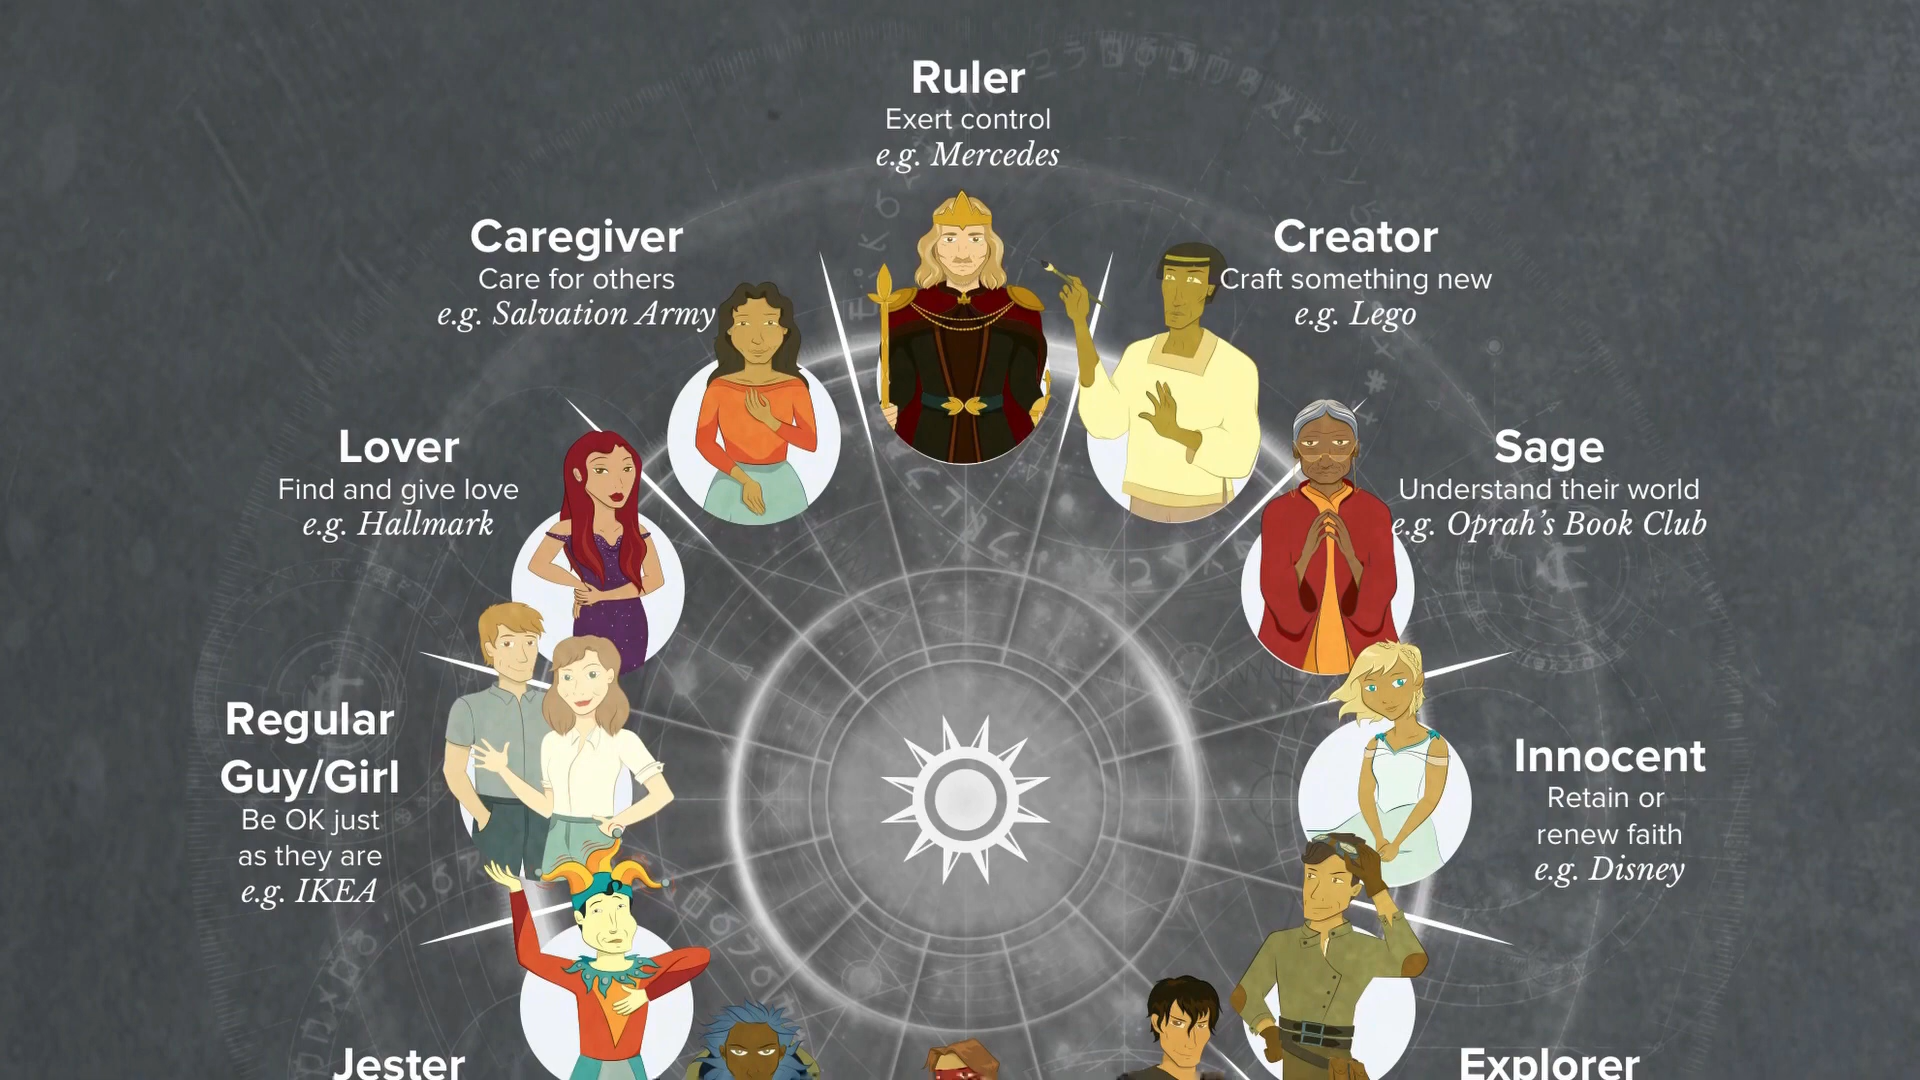 Ruler
Exert control
e.g. Mercedes
Caregiver
Care for others
e.g. Salvation Army
Creator
Craft something new
e.g. Lego
Lover
Find and give love
e.g. Hallmark
Sage
Understand their world
e.g. Oprah’s Book Club
Regular
Guy/Girl
Be OK just
as they are
e.g. IKEA
Innocent
Retain or
renew faith
e.g. Disney
Jester
Explorer